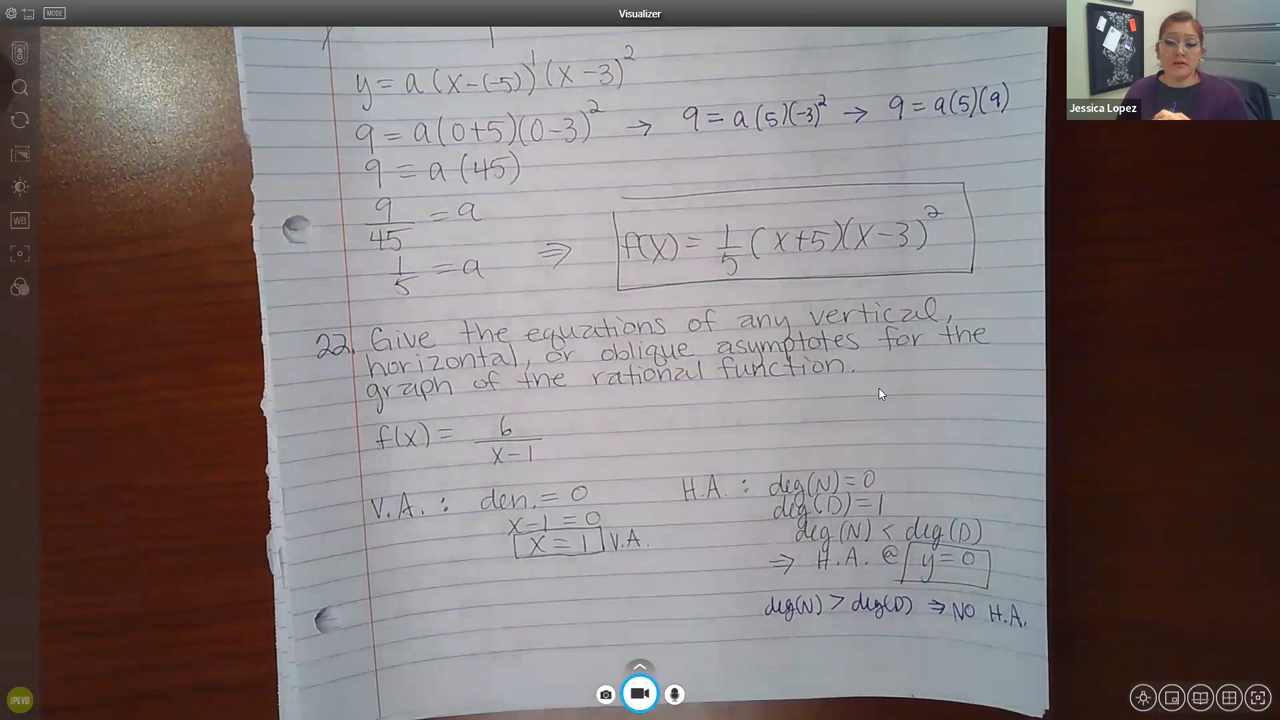 MODE
Visualizer
Jessica Lopez
WB
y = a (x-(-5))¹ (x-3)²
9 = a(0+5)(0-3)² → 9 = a(5)(-3)² → 9 = a(5)(9)
9 = a (45)
9/45 = a
1/5 = a ⇒ f(x) = 1/5 (x+5)(x-3)²
22. Give the equations of any vertical,
horizontal, or oblique asymptotes for the
graph of the rational function.
f(x) = 6/(x-1)
V.A. : den. = 0
x-1 = 0
x = 1 V.A.
H.A. : deg(N) = 0
deg(D) = 1
deg(N) < deg(D)
⇒ H.A. @ y = 0
deg(N) > deg(D) ⇒ NO H.A.
IPEVO